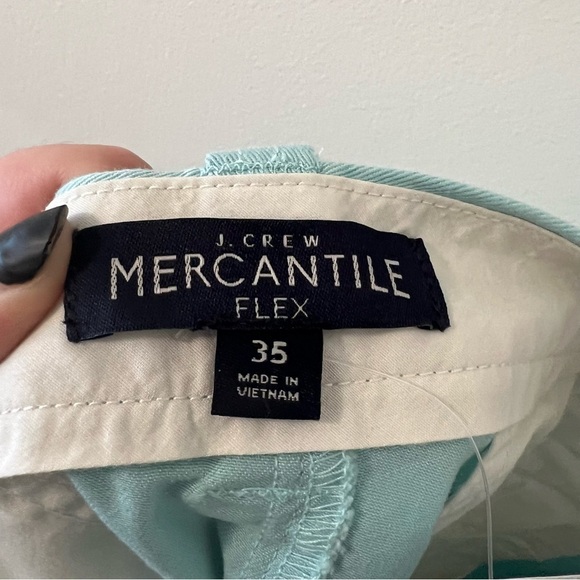 J. CREW
MERCANTILE
FLEX
35
MADE IN
VIETNAM